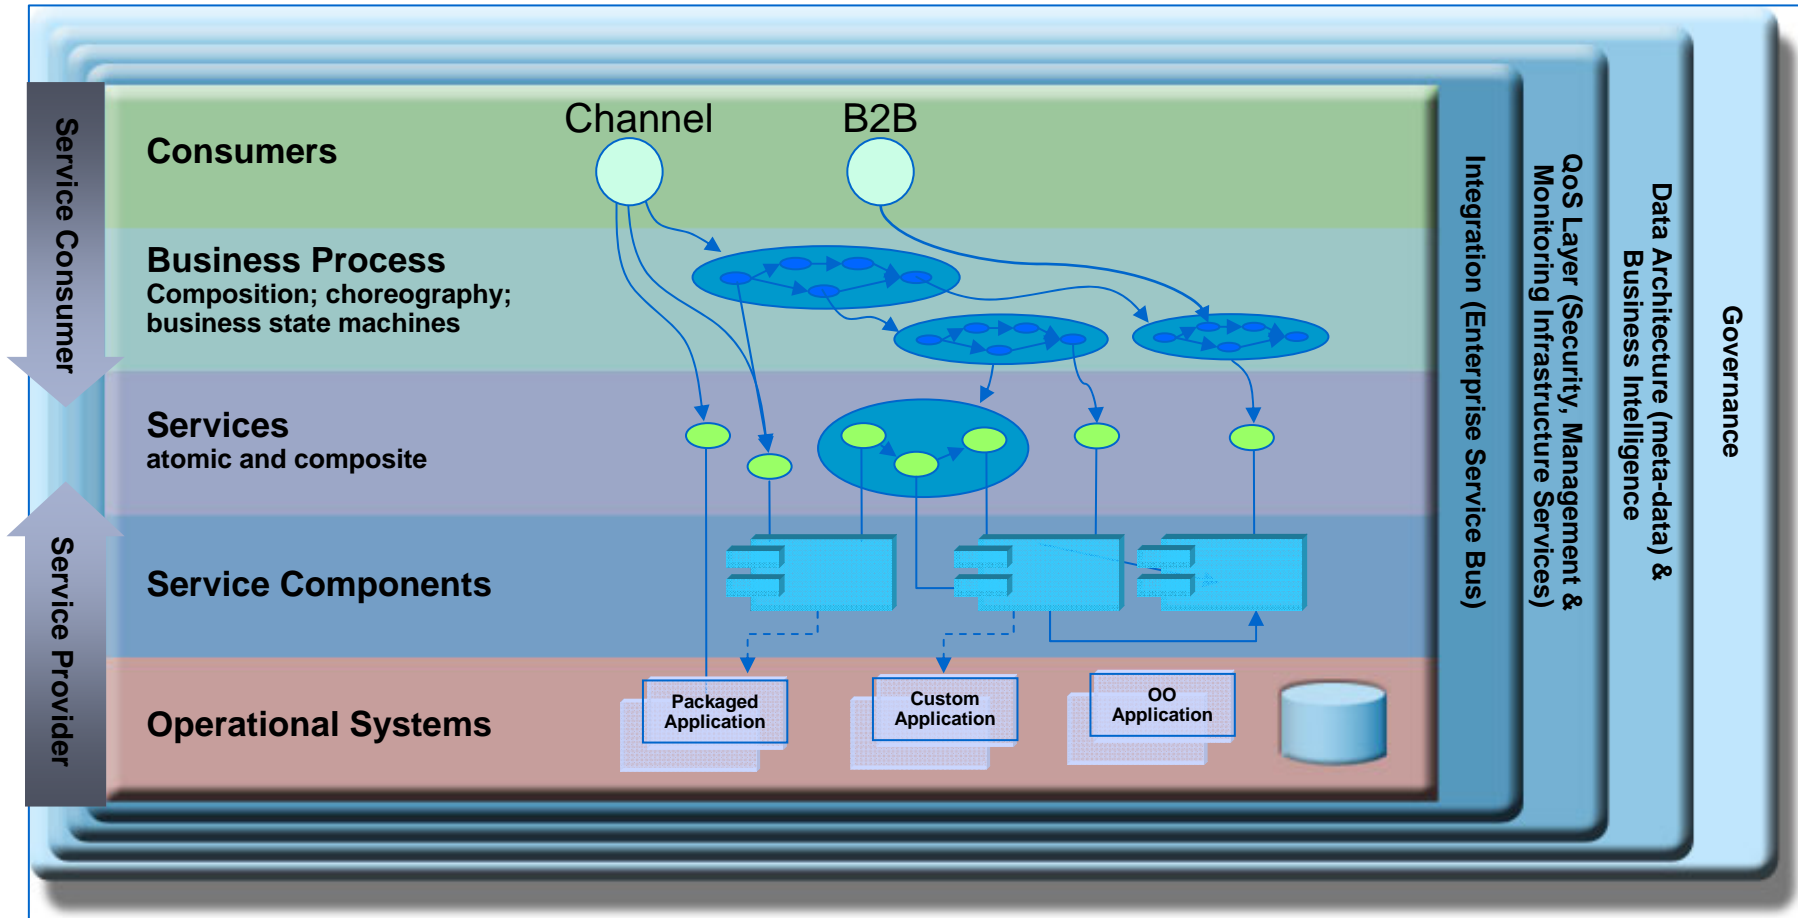 Channel
B2B
Consumers
Business Process
Composition; choreography;
business state machines
Services
atomic and composite
Service Components
Operational Systems
Packaged
Application
Custom
Application
OO
Application
Service Consumer
Service Provider
Integration (Enterprise Service Bus)
QoS Layer (Security, Management &
Monitoring Infrastructure Services)
Data Architecture (meta-data) &
Business Intelligence
Governance